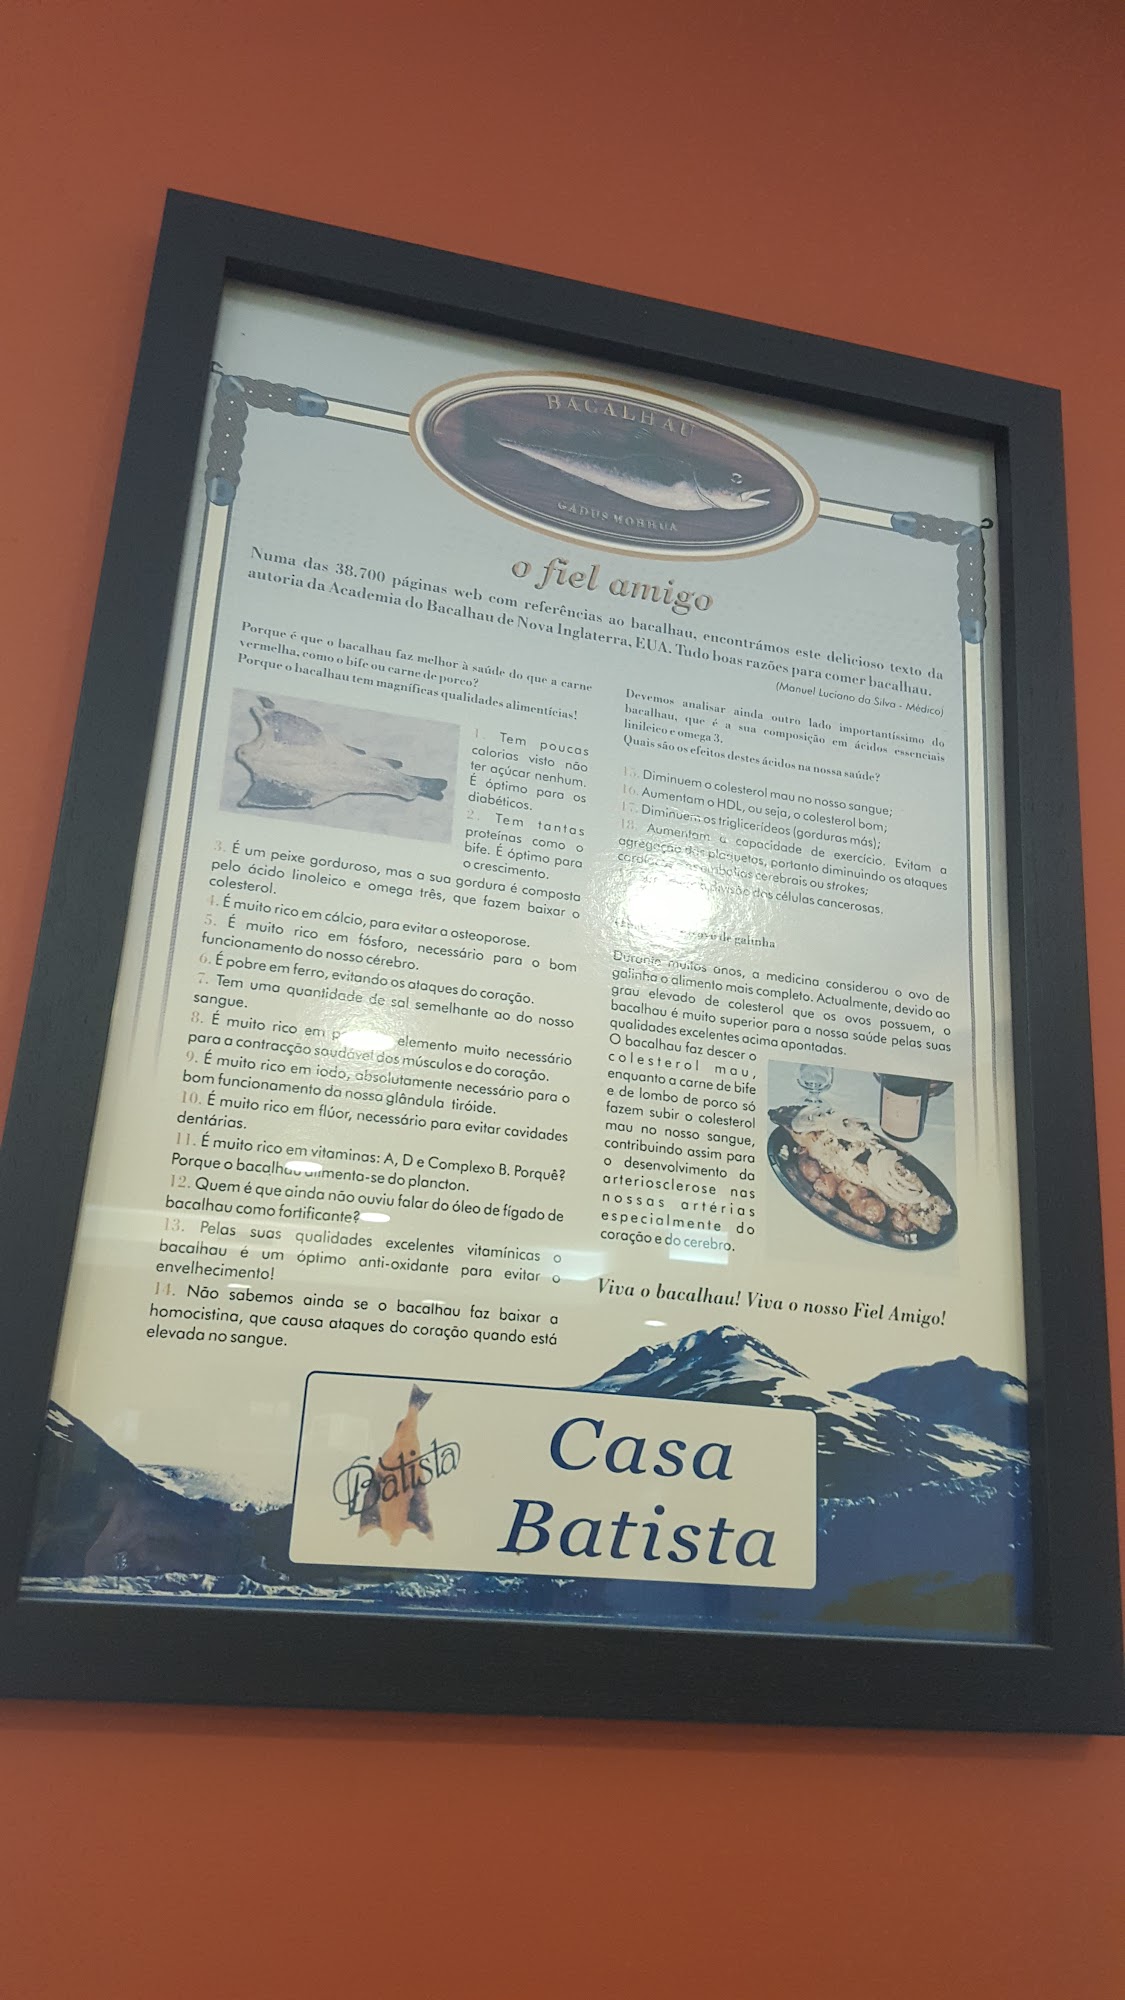 BACALHAU
GADUS MORHUA
o fiel amigo
Numa das 38.700 páginas web com referências ao bacalhau, encontrámos este delicioso texto da
autoria da Academia do Bacalhau de Nova Inglaterra, EUA. Tudo boas razões para comer bacalhau.
(Manuel Luciano da Silva - Médico)
Porque é que o bacalhau faz melhor à saúde do que a carne
vermelha, como o bife ou carne de porco?
Porque o bacalhau tem magníficas qualidades alimentícias!
1. Tem poucas
calorias visto não
ter açúcar nenhum.
É óptimo para os
diabéticos.
2. Tem tantas
proteínas como o
bife. É óptimo para
o crescimento.
3. É um peixe gorduroso, mas a sua gordura é composta
pelo ácido linoleico e omega três, que fazem baixar o
colesterol.
4. É muito rico em cálcio, para evitar a osteoporose.
5. É muito rico em fósforo, necessário para o bom
funcionamento do nosso cérebro.
6. É pobre em ferro, evitando os ataques do coração.
7. Tem uma quantidade de sal semelhante ao do nosso
sangue.
8. É muito rico em elemento muito necessário
para a contracção saudável dos músculos e do coração.
9. É muito rico em iodo, absolutamente necessário para o
bom funcionamento da nossa glândula tiróide.
10. É muito rico em flúor, necessário para evitar cavidades
dentárias.
11. É muito rico em vitaminas: A, D e Complexo B. Porquê?
Porque o bacalhau alimenta-se do plancton.
12. Quem é que ainda não ouviu falar do óleo de fígado de
bacalhau como fortificante?
13. Pelas suas qualidades excelentes vitamínicas o
bacalhau é um óptimo anti-oxidante para evitar o
envelhecimento!
14. Não sabemos ainda se o bacalhau faz baixar a
homocistina, que causa ataques do coração quando está
elevada no sangue.
Devemos analisar ainda outro lado importantíssimo do
bacalhau, que é a sua composição em ácidos essenciais
linileico e omega 3.
Quais são os efeitos destes ácidos na nossa saúde?
15. Diminuem o colesterol mau no nosso sangue;
16. Aumentam o HDL, ou seja, o colesterol bom;
17. Diminuem os triglicerídeos (gorduras más);
18. Aumentam a capacidade de exercício. Evitam a
agregação das plaquetas, portanto diminuindo os ataques
cerebrais ou strokes;
divisão das células cancerosas.
de galinha
Durante muitos anos, a medicina considerou o ovo de
galinha o alimento mais completo. Actualmente, devido ao
grau elevado de colesterol que os ovos possuem, o
bacalhau é muito superior para a nossa saúde pelas suas
qualidades excelentes acima apontadas.
O bacalhau faz descer o
colesterol mau,
enquanto a carne de bife
e de lombo de porco só
fazem subir o colesterol
mau no nosso sangue,
contribuindo assim para
o desenvolvimento da
arteriosclerose nas
nossas artérias
especialmente do
coração e do cerebro.
Viva o bacalhau! Viva o nosso Fiel Amigo!
Batista
Casa
Batista